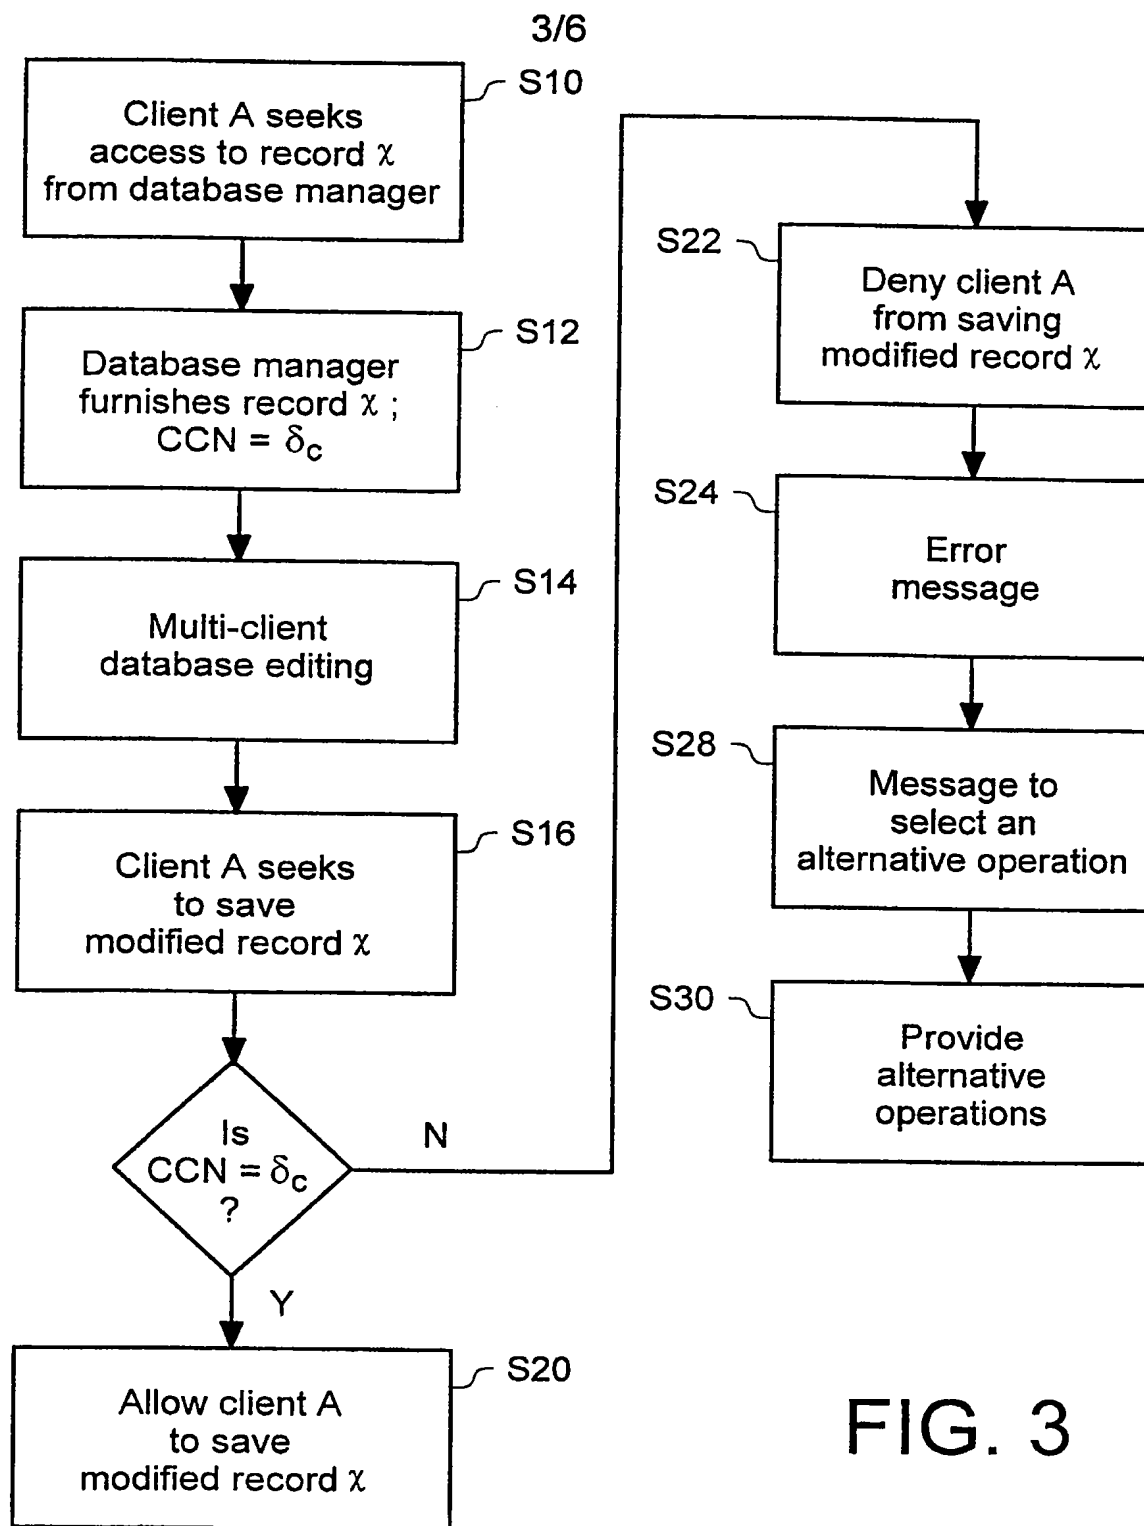 3/6
Client A seeks
access to record χ
from database manager
S10
Database manager
furnishes record χ ;
CCN = δc
S12
Multi-client
database editing
S14
Client A seeks
to save
modified record χ
S16
Is
CCN = δc
?
N
Y
Allow client A
to save
modified record χ
S20
S22
Deny client A
from saving
modified record χ
S24
Error
message
S28
Message to
select an
alternative operation
S30
Provide
alternative
operations
FIG. 3